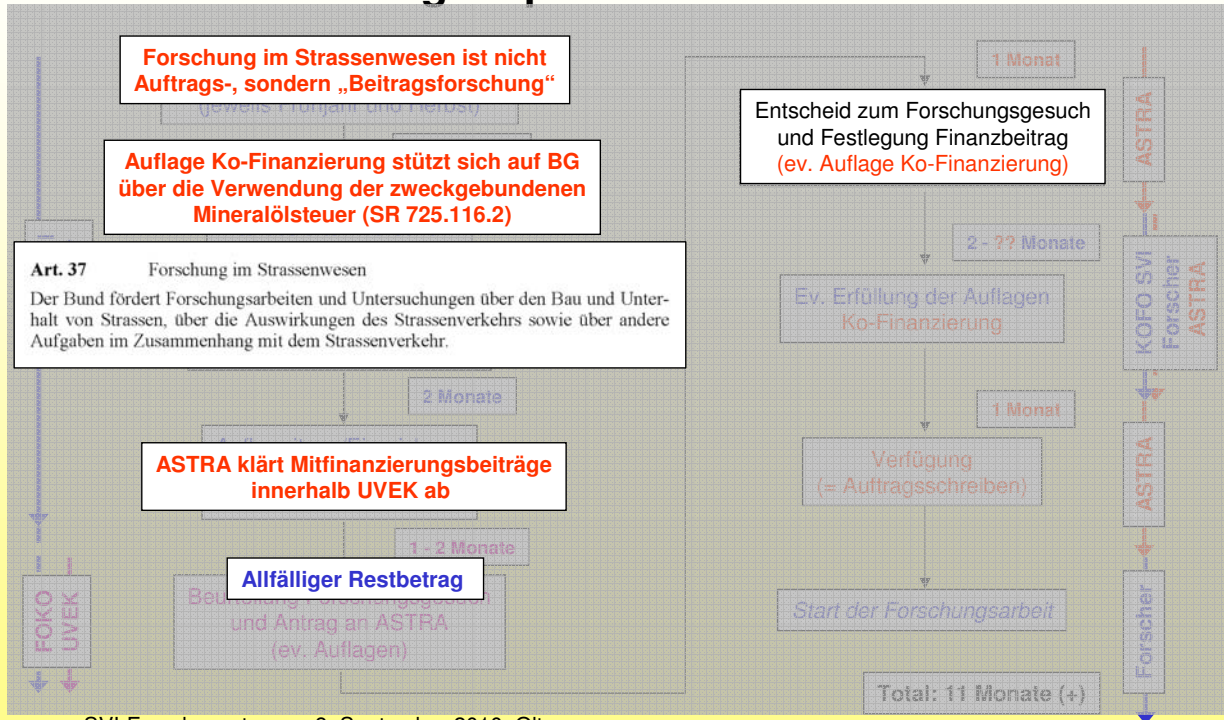 Forschung im Strassenwesen ist nicht
Auftrags-, sondern „Beitragsforschung“
(jeweils Frühjahr und Herbst)
Auflage Ko-Finanzierung stützt sich auf BG
über die Verwendung der zweckgebundenen
Mineralölsteuer (SR 725.116.2)
Art. 37 Forschung im Strassenwesen
Der Bund fördert Forschungsarbeiten und Untersuchungen über den Bau und Unter-
halt von Strassen, über die Auswirkungen des Strassenverkehrs sowie über andere
Aufgaben im Zusammenhang mit dem Strassenverkehr.
2 Monate
ASTRA klärt Mitfinanzierungsbeiträge
innerhalb UVEK ab
1 - 2 Monate
Allfälliger Restbetrag
Beurteilung Forschungsgesuch
und Antrag an ASTRA
(ev. Auflagen)
FOKO
UVEK
1 Monat
Entscheid zum Forschungsgesuch
und Festlegung Finanzbeitrag
(ev. Auflage Ko-Finanzierung)
ASTRA
2 - ?? Monate
Ev. Erfüllung der Auflagen
Ko-Finanzierung
KOFO SVI
Forscher
ASTRA
1 Monat
Verfügung
(= Auftragsschreiben)
ASTRA
Start der Forschungsarbeit
Forscher
Total: 11 Monate (+)